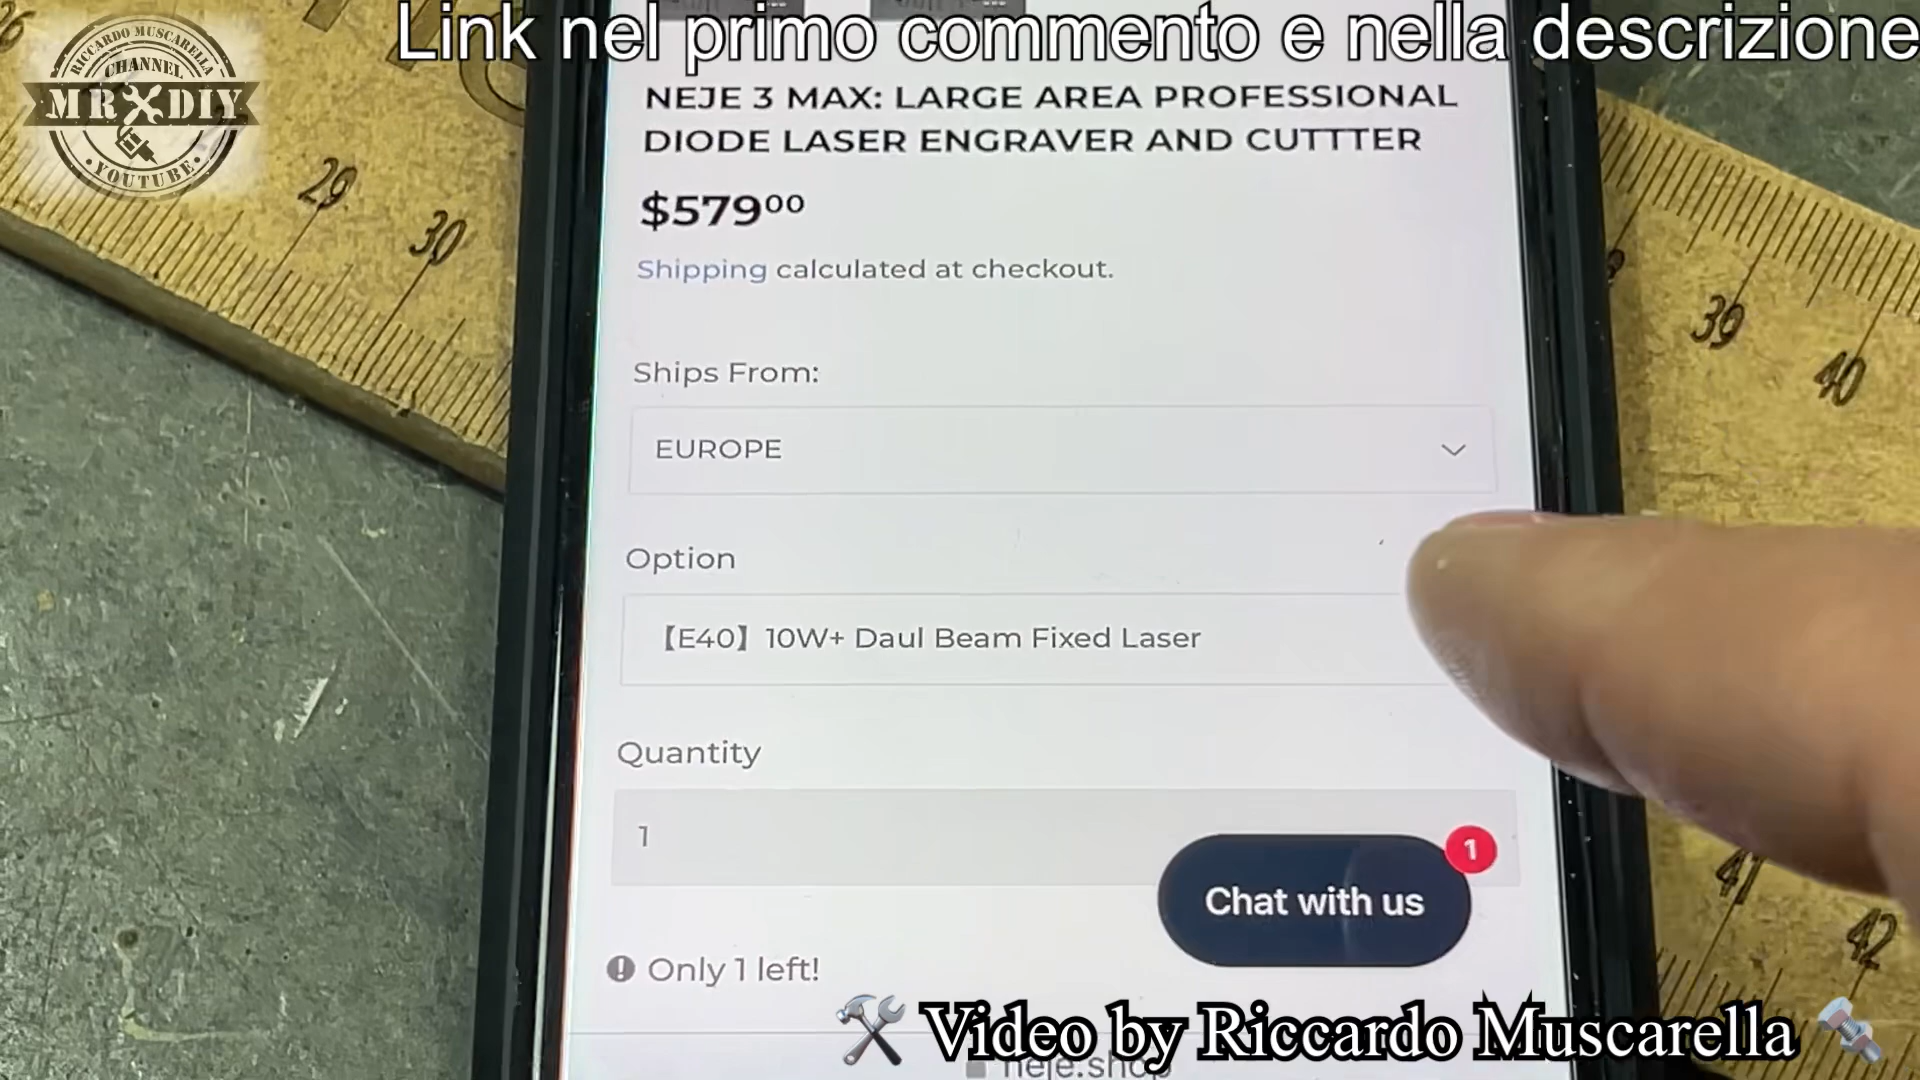 Link nel primo commento e nella descrizione
RICCARDO MUSCARELLA
CHANNEL
MR DIY
YOUTUBE
NEJE 3 MAX: LARGE AREA PROFESSIONAL
DIODE LASER ENGRAVER AND CUTTTER
$579⁰⁰
Shipping calculated at checkout.
Ships From:
EUROPE
Option
【E40】10W+ Daul Beam Fixed Laser
Quantity
1
1
Chat with us
Only 1 left!
Video by Riccardo Muscarella
neje.shop
29
30
39
40
41
42